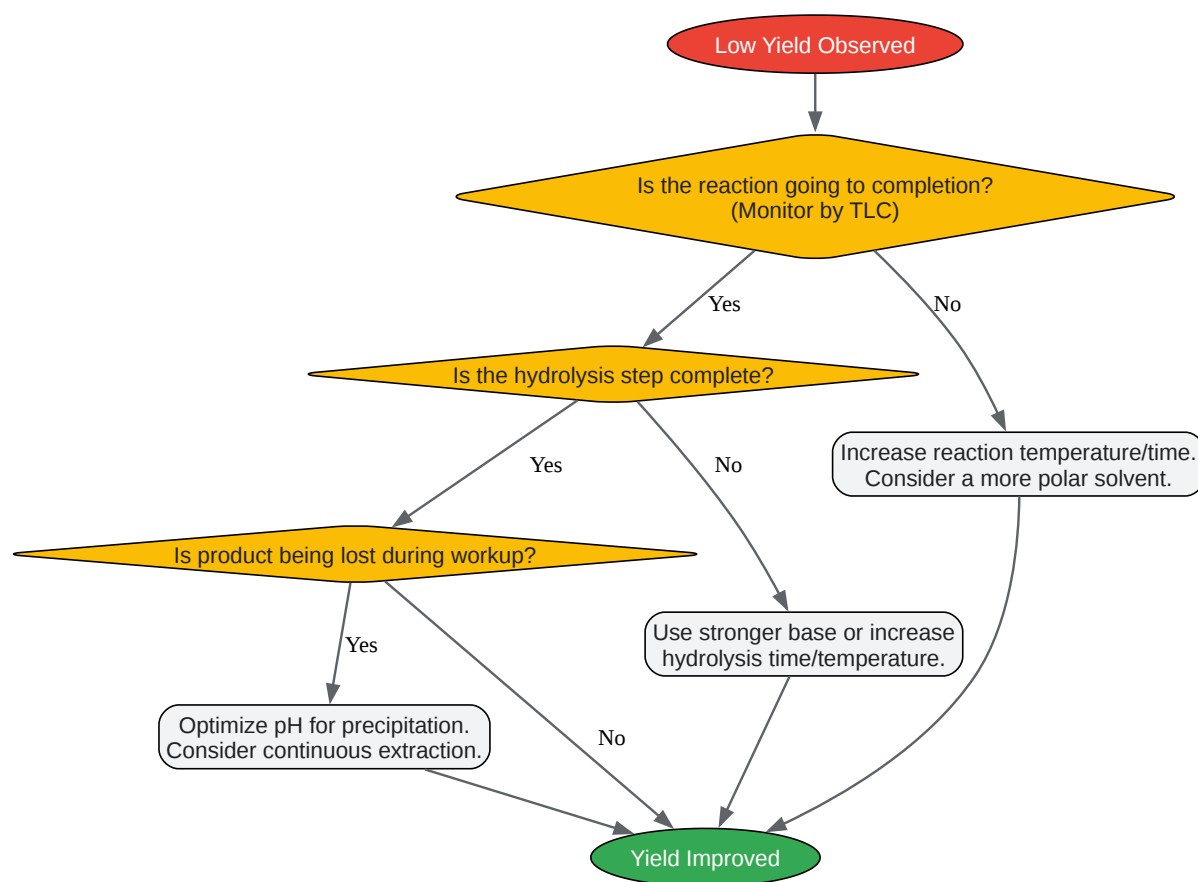 Low Yield Observed
Is the reaction going to completion?
(Monitor by TLC)
Yes
No
Is the hydrolysis step complete?
Increase reaction temperature/time.
Consider a more polar solvent.
Yes
No
Is product being lost during workup?
Use stronger base or increase
hydrolysis time/temperature.
Yes
Optimize pH for precipitation.
Consider continuous extraction.
No
Yield Improved